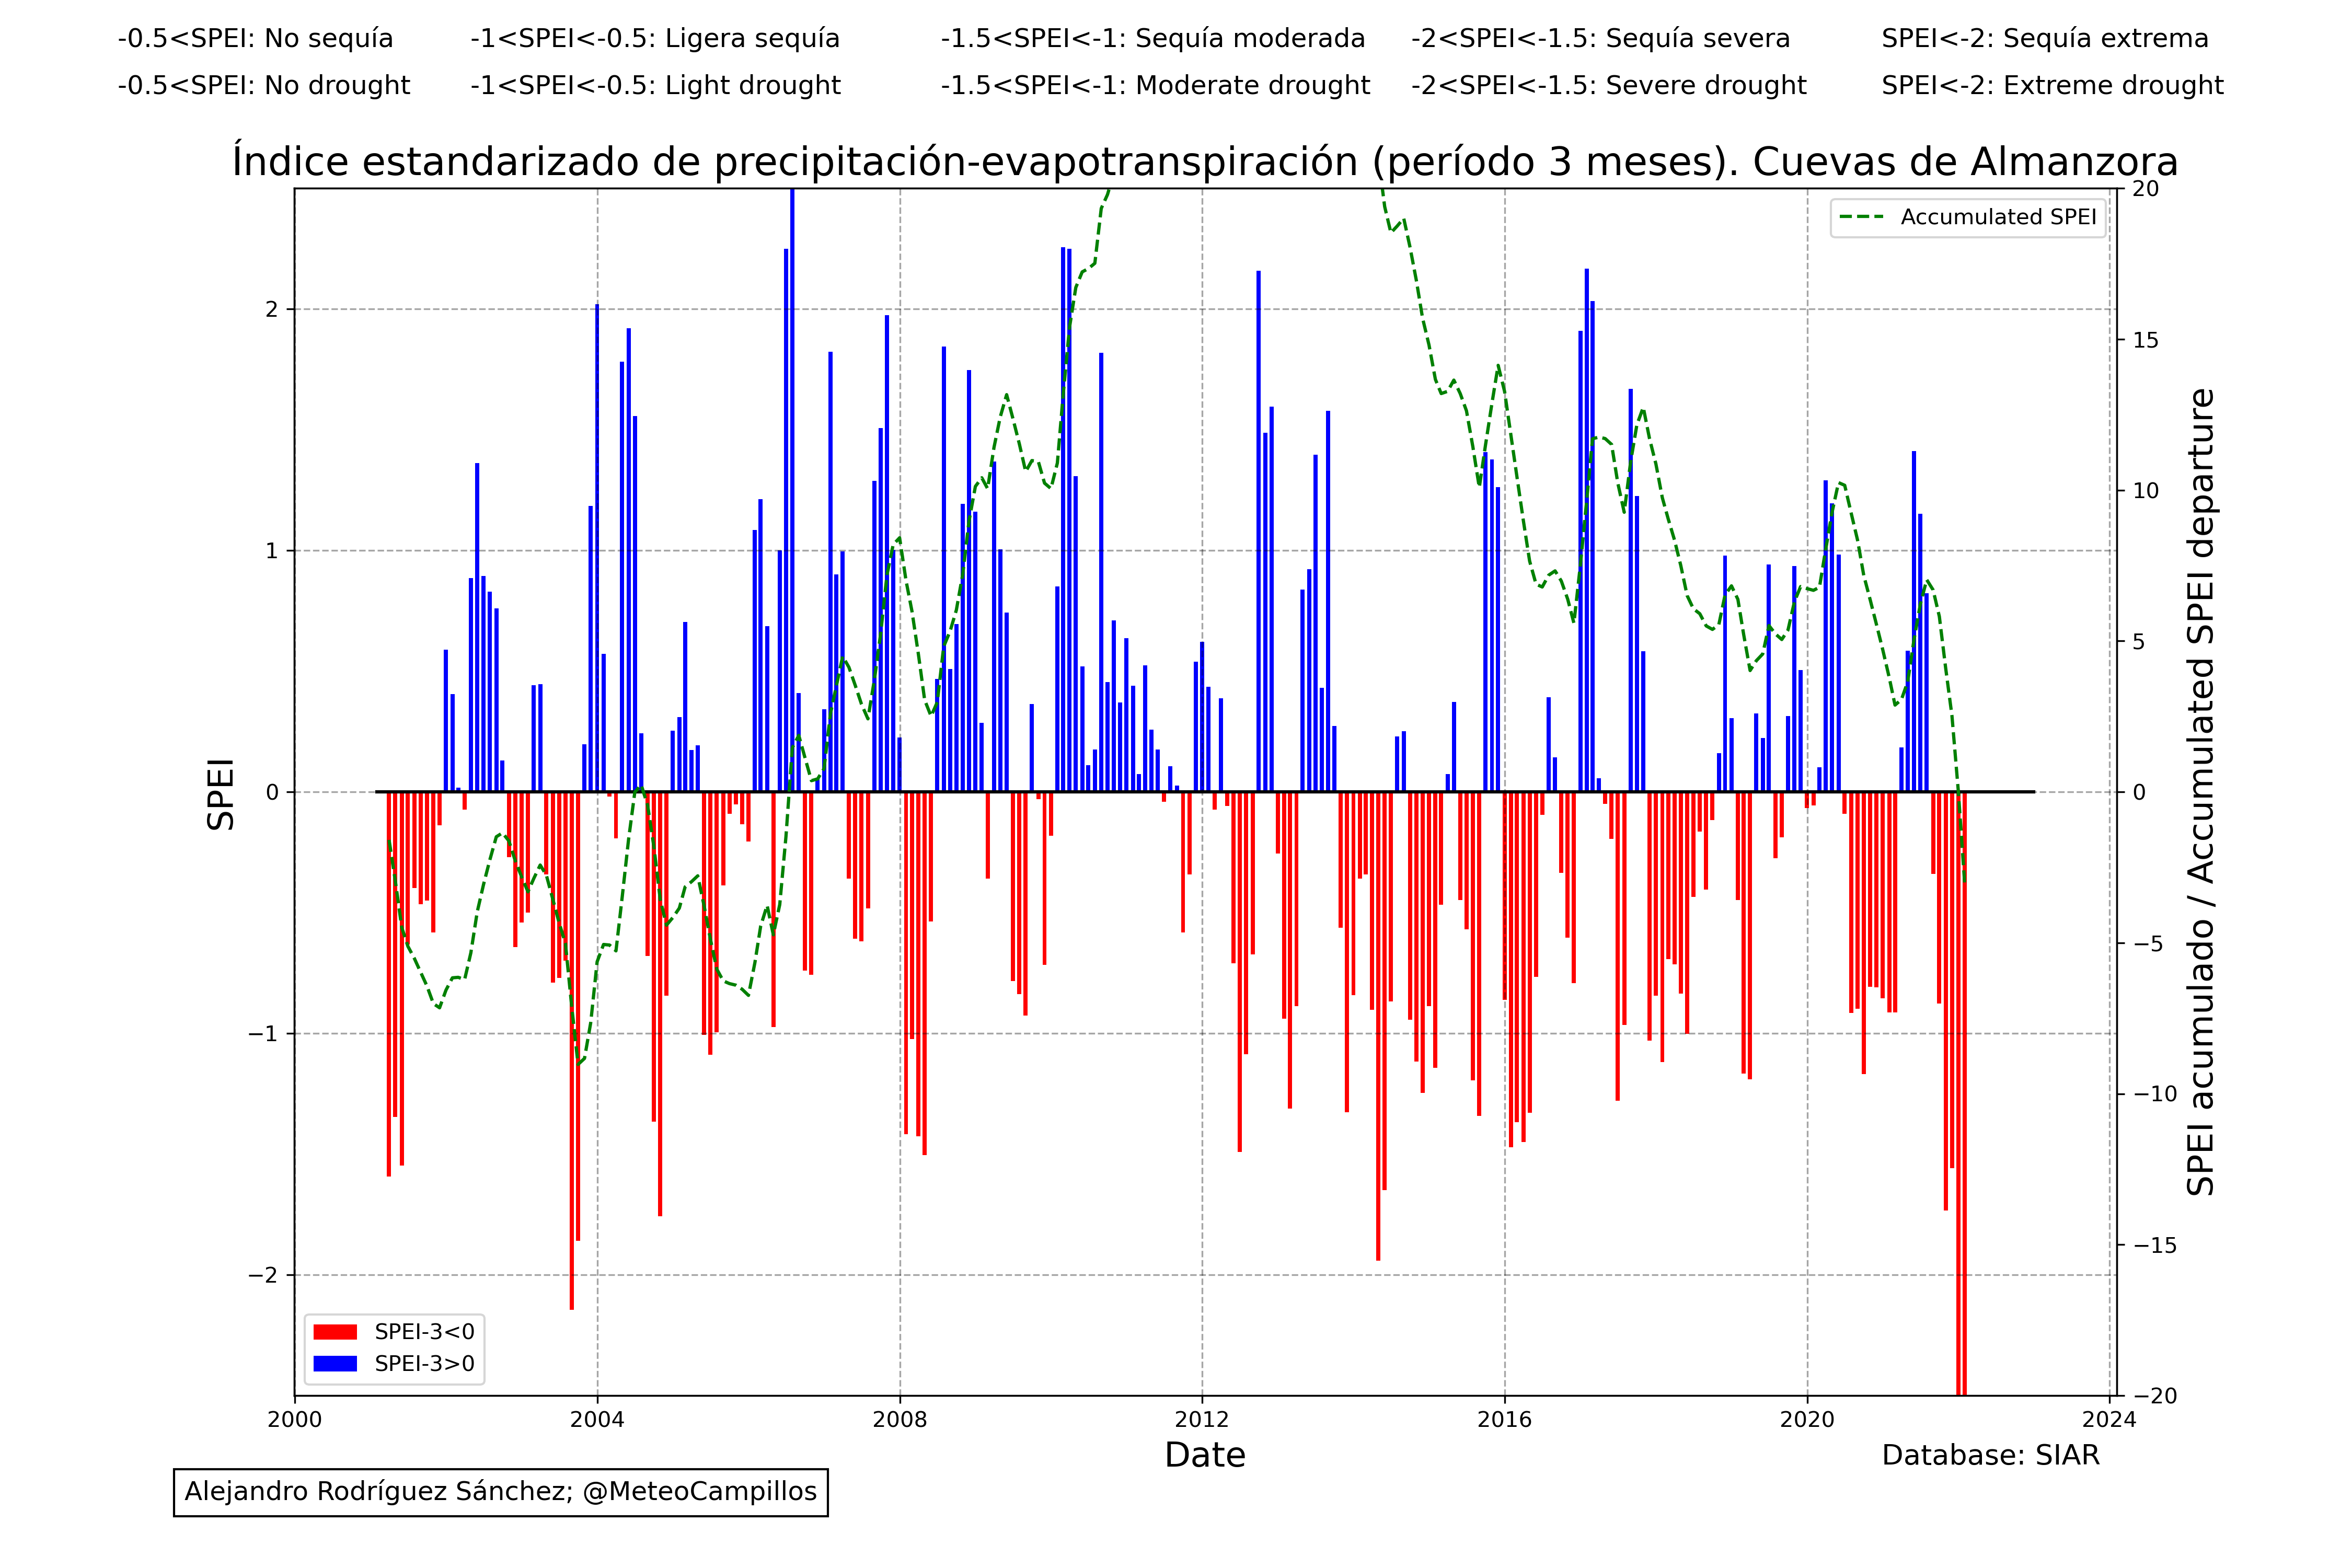 -0.5<SPEI: No sequía -1<SPEI<-0.5: Ligera sequía -1.5<SPEI<-1: Sequía moderada -2<SPEI<-1.5: Sequía severa SPEI<-2: Sequía extrema
-0.5<SPEI: No drought -1<SPEI<-0.5: Light drought -1.5<SPEI<-1: Moderate drought -2<SPEI<-1.5: Severe drought SPEI<-2: Extreme drought
Índice estandarizado de precipitación-evapotranspiración (período 3 meses). Cuevas de Almanzora
Accumulated SPEI
SPEI
2
1
0
−1
−2
20
15
10
5
0
−5
−10
−15
−20
SPEI acumulado / Accumulated SPEI departure
SPEI-3<0
SPEI-3>0
2000 2004 2008 2012 2016 2020 2024
Date
Database: SIAR
Alejandro Rodríguez Sánchez; @MeteoCampillos